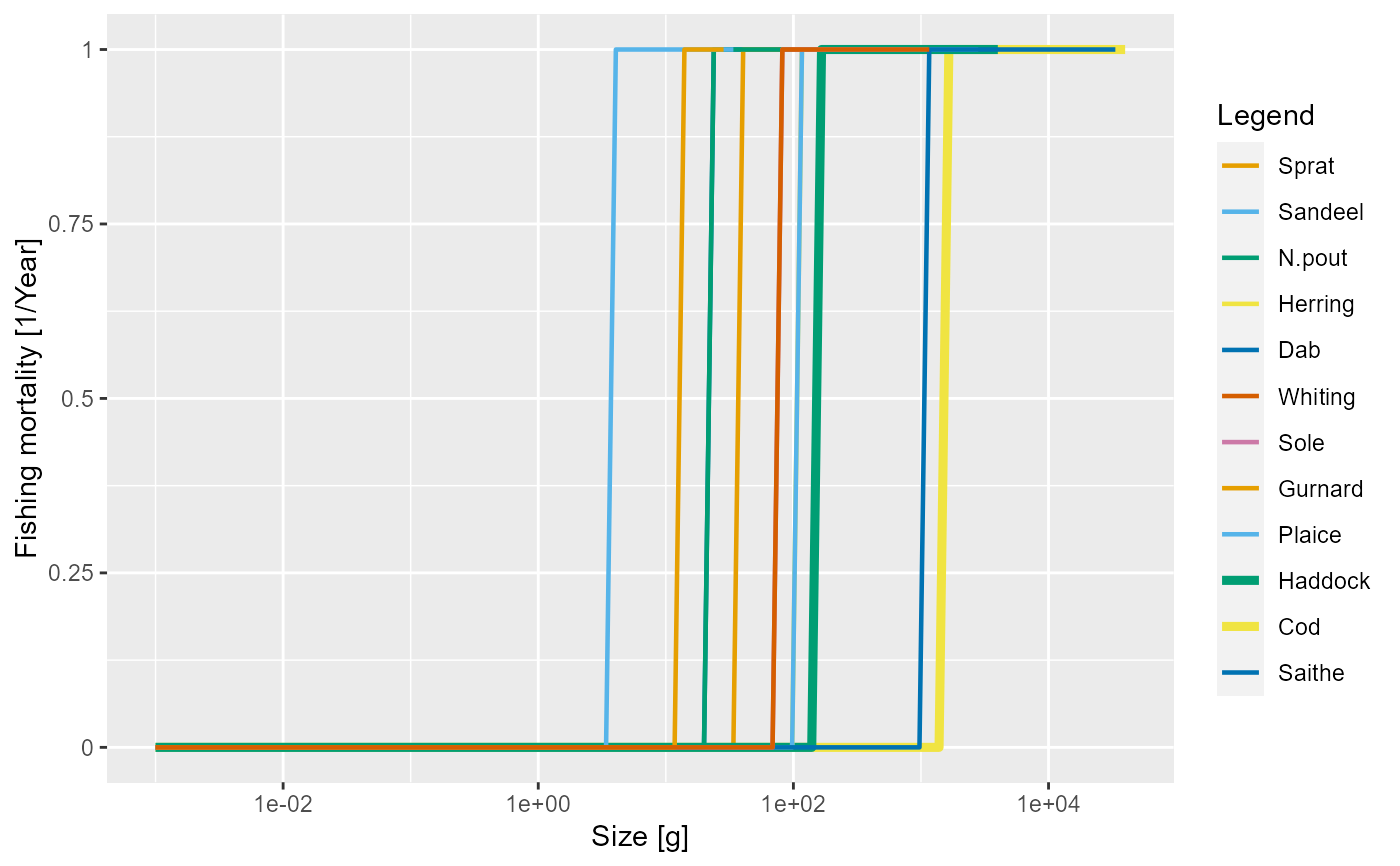 1
0.75
0.5
0.25
0
Fishing mortality [1/Year]
1e-02 1e+00 1e+02 1e+04
Size [g]
Legend
Sprat
Sandeel
N.pout
Herring
Dab
Whiting
Sole
Gurnard
Plaice
Haddock
Cod
Saithe